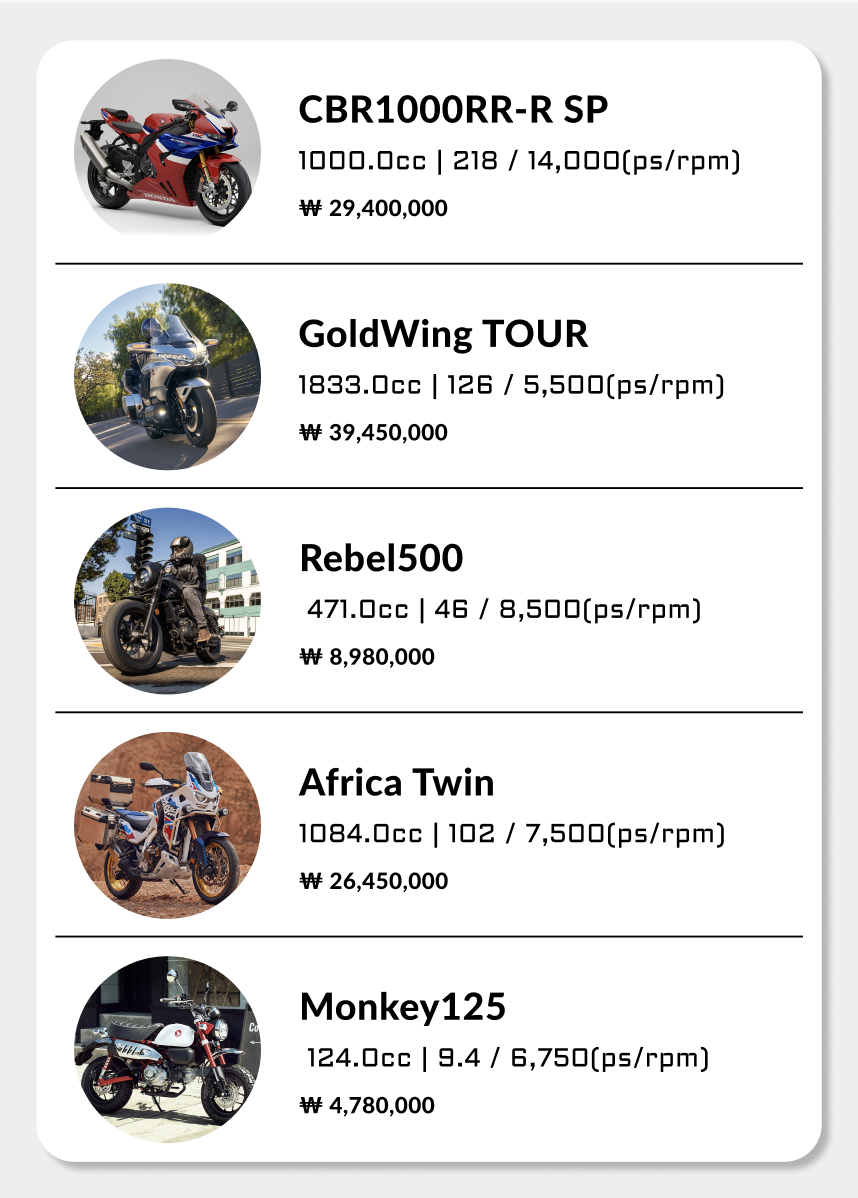 HONDA
CBR1000RR-R SP
1000.0cc | 218 / 14,000(ps/rpm)
₩ 29,400,000
GoldWing TOUR
1833.0cc | 126 / 5,500(ps/rpm)
₩ 39,450,000
Rebel500
471.0cc | 46 / 8,500(ps/rpm)
₩ 8,980,000
Africa Twin
1084.0cc | 102 / 7,500(ps/rpm)
₩ 26,450,000
Monkey125
124.0cc | 9.4 / 6,750(ps/rpm)
₩ 4,780,000